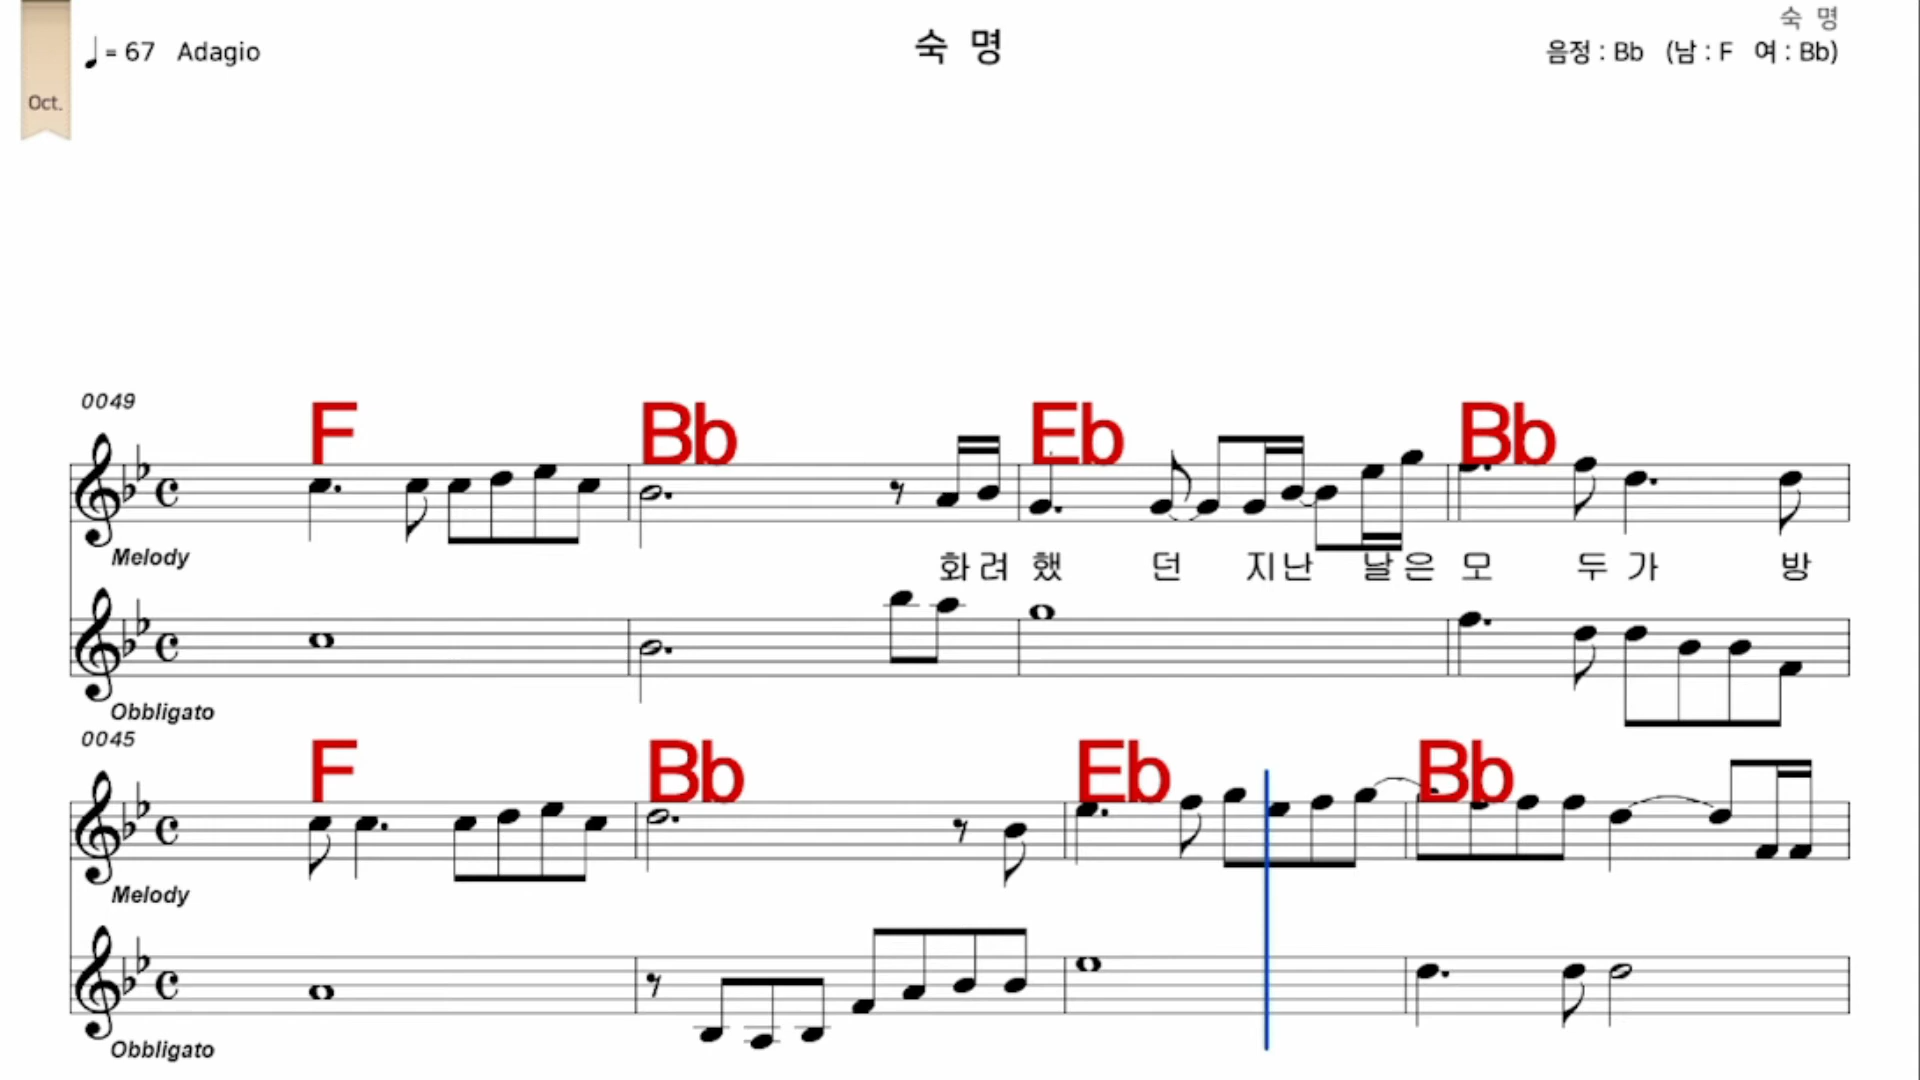 숙 명
♩= 67 Adagio
숙 명
음정 : Bb (남 : F 여 : Bb)
Oct.
0049
F Bb Eb Bb
Melody
화 려 했 던 지 난 날 은 모 두 가 방
Obbligato
0045
F Bb Eb Bb
Melody
Obbligato